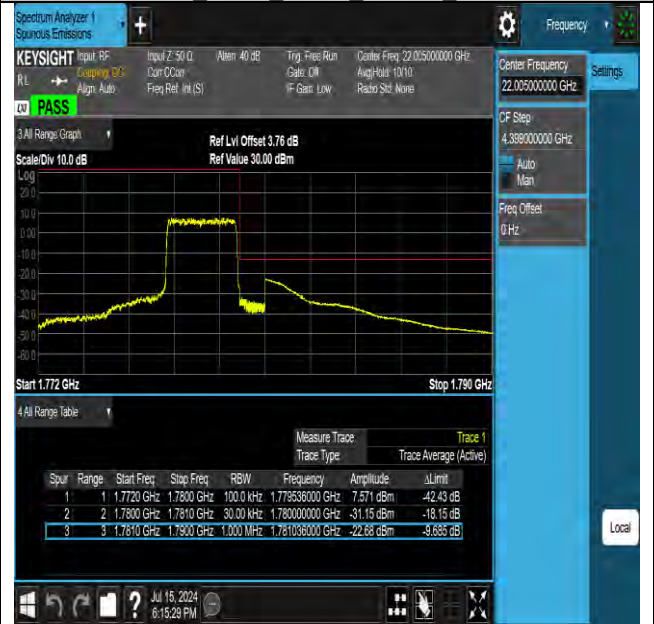 Spectrum Analyzer 1
Spurious Emissions
+
Frequency
KEYSIGHT Input: RF Input Z: 50 Ω Atten: 40 dB Trig: Free Run Center Freq: 22.005000000 GHz
RL Coupling: DC Corr CCorr Gate: Off Avg|Hold: 10/10
Align: Auto Freq Ref: Int (S) IF Gain: Low Radio Std: None
PASS
Center Frequency
22.005000000 GHz
Settings
CF Step
4.399000000 GHz
Auto
Man
Freq Offset
0 Hz
3 All Range Graph
Ref Lvl Offset 3.76 dB
Scale/Div 10.0 dB Ref Value 30.00 dBm
Log
20.0
10.0
0.00
-10.0
-20.0
-30.0
-40.0
-50.0
-60.0
Start 1.772 GHz Stop 1.790 GHz
4 All Range Table
Measure Trace Trace 1
Trace Type Trace Average (Active)
Spur Range Start Freq Stop Freq RBW Frequency Amplitude ΔLimit
1 1 1.7720 GHz 1.7800 GHz 100.0 kHz 1.779536000 GHz 7.571 dBm -42.43 dB
2 2 1.7800 GHz 1.7810 GHz 30.00 kHz 1.780000000 GHz -31.15 dBm -18.15 dB
3 3 1.7810 GHz 1.7900 GHz 1.000 MHz 1.781036000 GHz -22.68 dBm -9.685 dB
Local
? Jul 15, 2024
6:15:29 PM